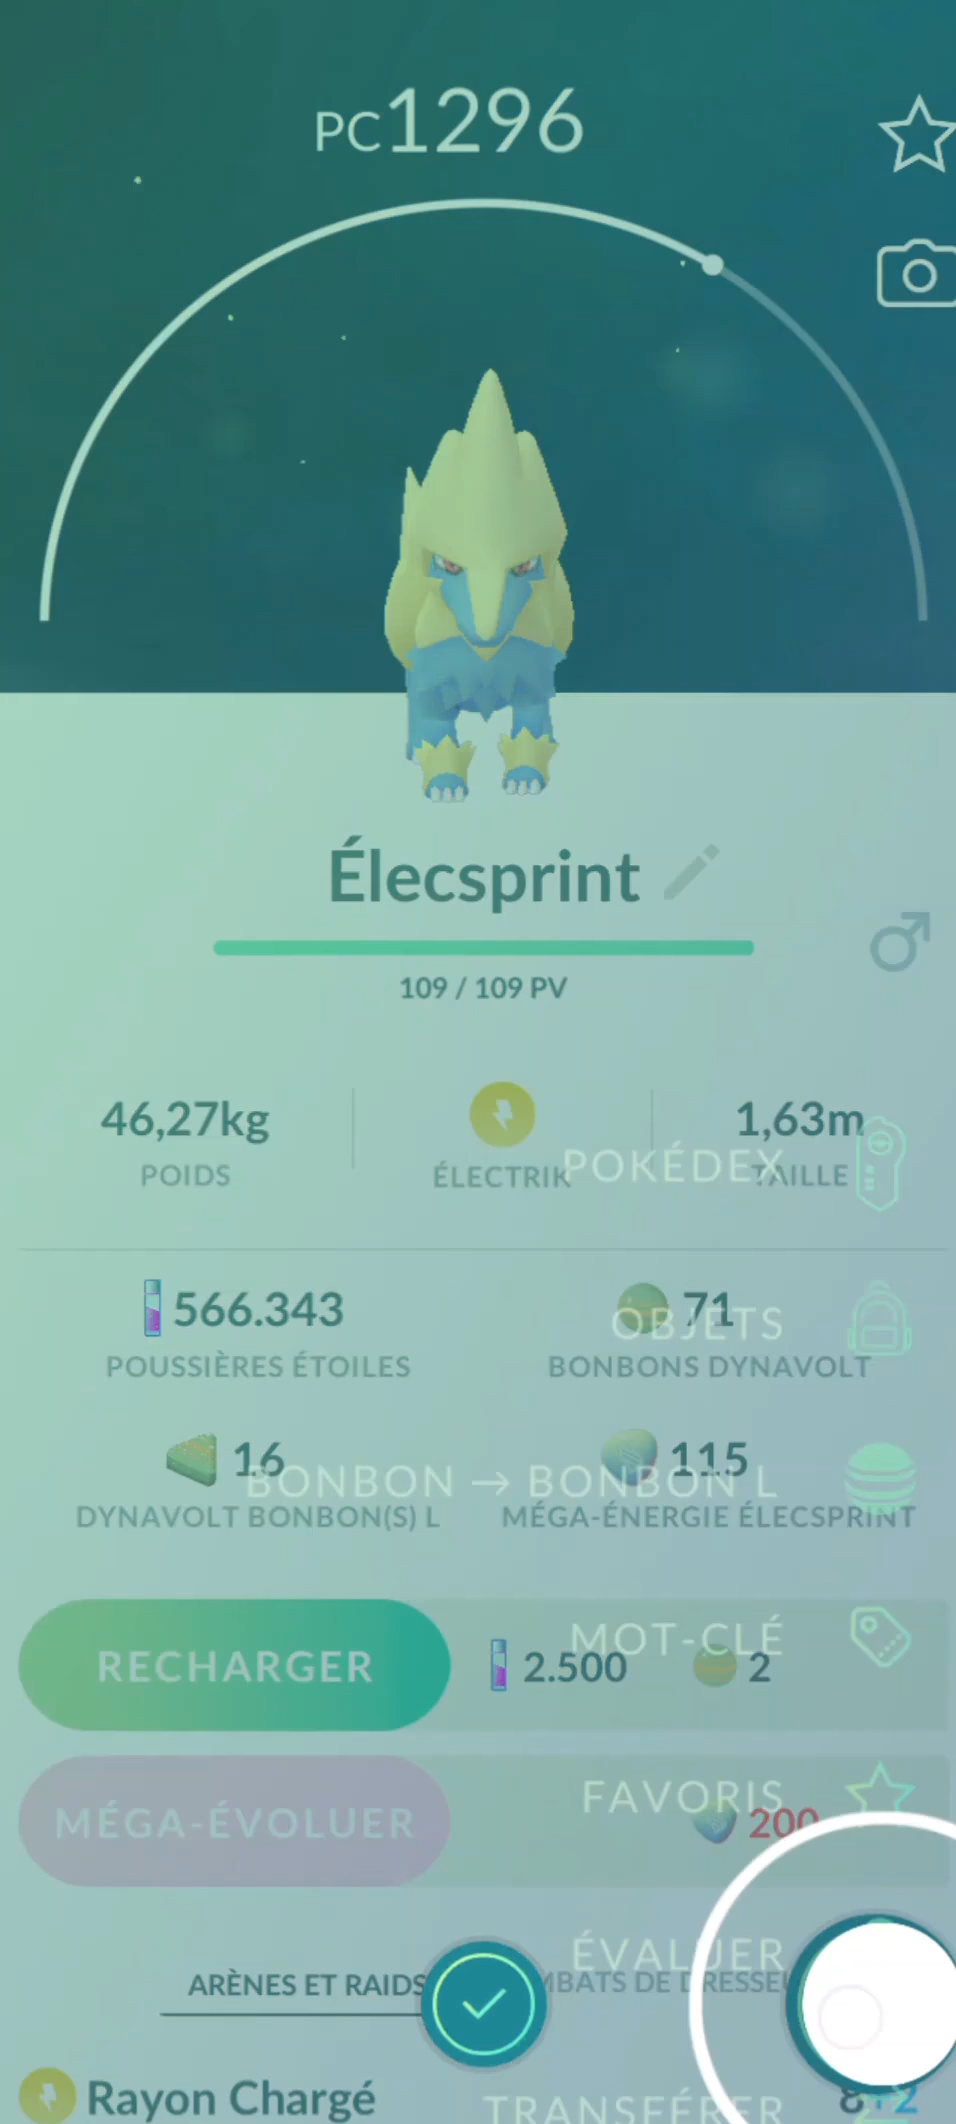 PC1296
Élecsprint
109 / 109 PV
46,27kg
1,63m
POIDS
ÉLECTRIK
TAILLE
POKÉDEX
566.343
71
OBJETS
POUSSIÈRES ÉTOILES
BONBONS DYNAVOLT
16
115
BONBON → BONBON L
DYNAVOLT BONBON(S) L
MÉGA-ÉNERGIE ÉLECSPRINT
MOT-CLÉ
RECHARGER
2.500
2
FAVORIS
MÉGA-ÉVOLUER
200
ÉVALUER
ARÈNES ET RAIDS
DE
TRANSFÉRER
Rayon Chargé